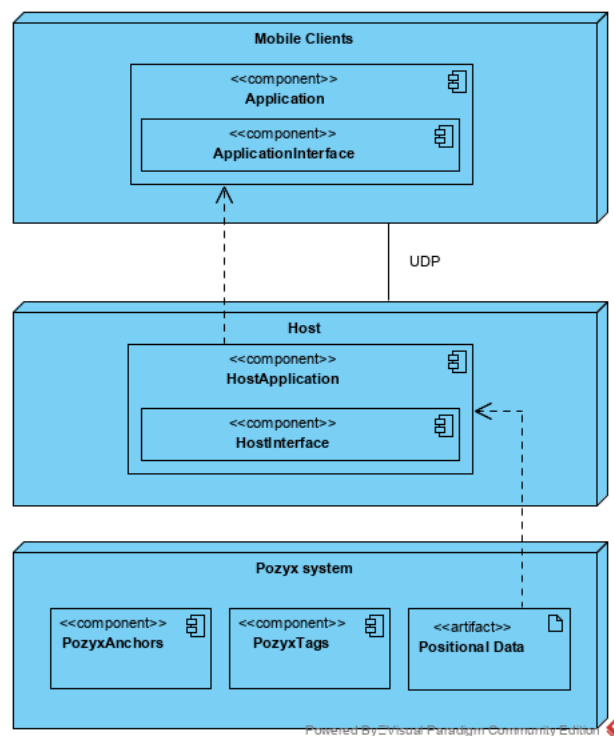 Mobile Clients
<<component>>
Application
<<component>>
ApplicationInterface
UDP
Host
<<component>>
HostApplication
<<component>>
HostInterface
Pozyx system
<<component>>
PozyxAnchors
<<component>>
PozyxTags
<<artifact>>
Positional Data
Powered By Visual Paradigm Community Edition